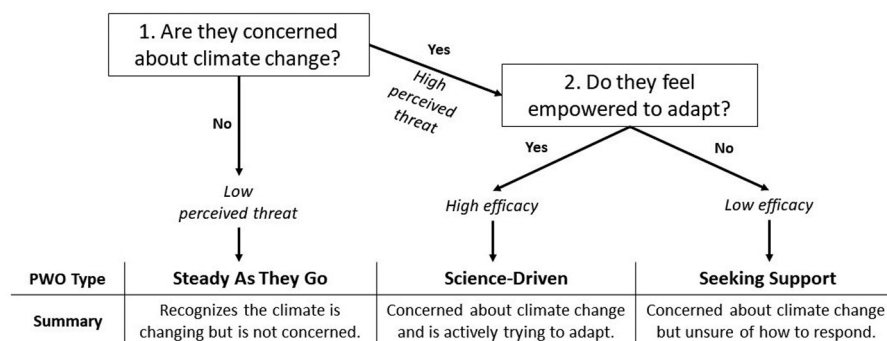 1. Are they concerned
about climate change?
Yes
High
perceived
threat
2. Do they feel
empowered to adapt?
No
Yes
No
Low
perceived threat
High efficacy
Low efficacy
PWO Type
Steady As They Go
Science-Driven
Seeking Support
Summary
Recognizes the climate is
changing but is not concerned.
Concerned about climate change
and is actively trying to adapt.
Concerned about climate change
but unsure of how to respond.